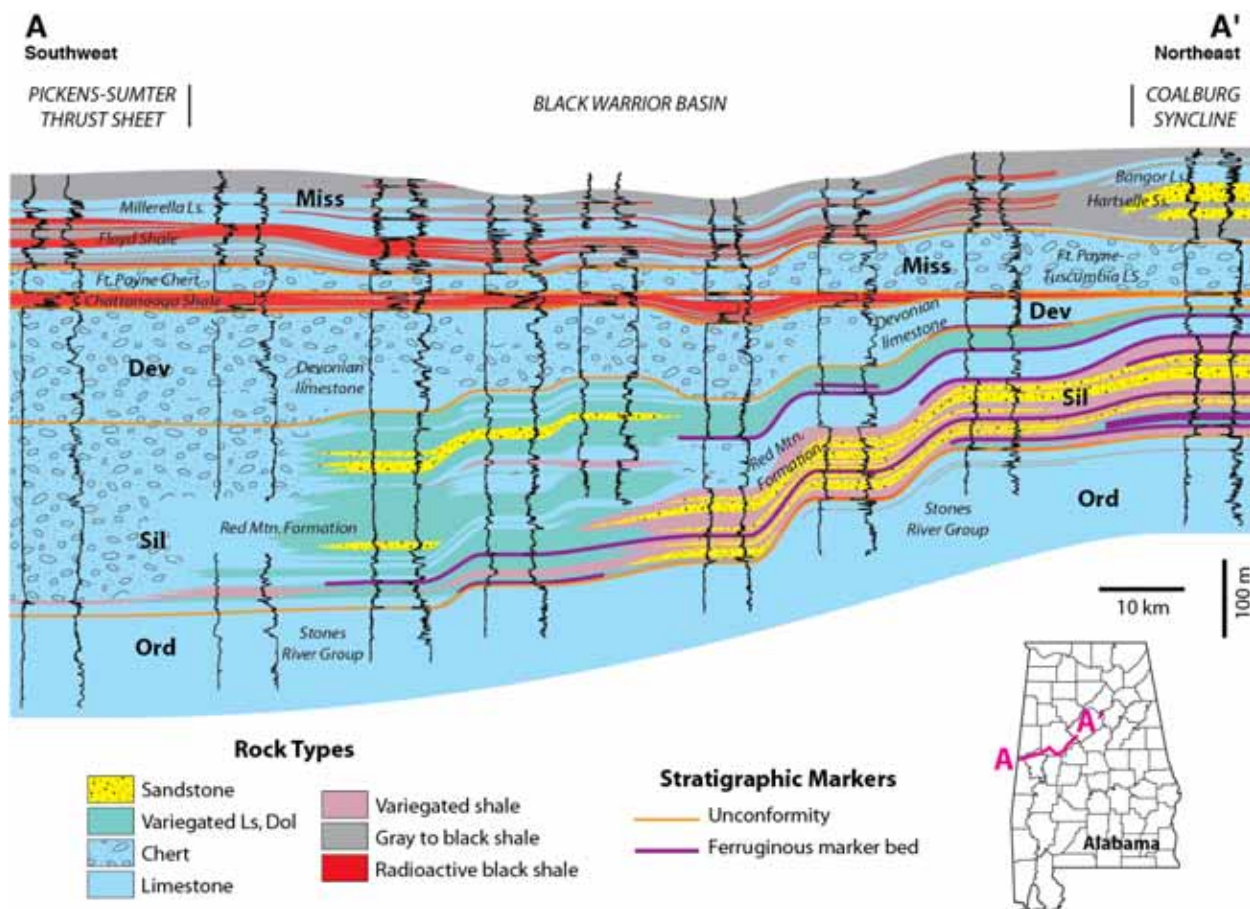 A
Southwest
A'
Northeast
PICKENS-SUMTER
THRUST SHEET
BLACK WARRIOR BASIN
COALBURG
SYNCLINE
Miss
Millerella Ls.
Floyd Shale
Ft. Payne Chert
Chattanooga Shale
Bangor Ls.
Hartselle Ss.
Miss
Ft. Payne-
Tuscumbia LS.
Dev
Devonian
limestone
Devonian
limestone
Dev
Sil
Red Mtn.
Formation
Red Mtn. Formation
Sil
Stones
River Group
Ord
Ord
Stones
River Group
10 km
100 m
Rock Types
Sandstone
Variegated Ls, Dol
Chert
Limestone
Variegated shale
Gray to black shale
Radioactive black shale
Stratigraphic Markers
Unconformity
Ferruginous marker bed
A
A'
Alabama